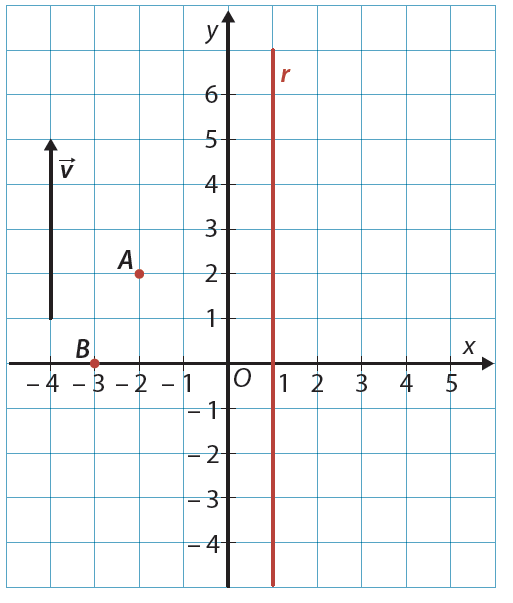 y
r
6
5
v⃗
4
3
A
2
1
B
x
– 4 – 3 – 2 – 1 O 1 2 3 4 5
– 1
– 2
– 3
– 4